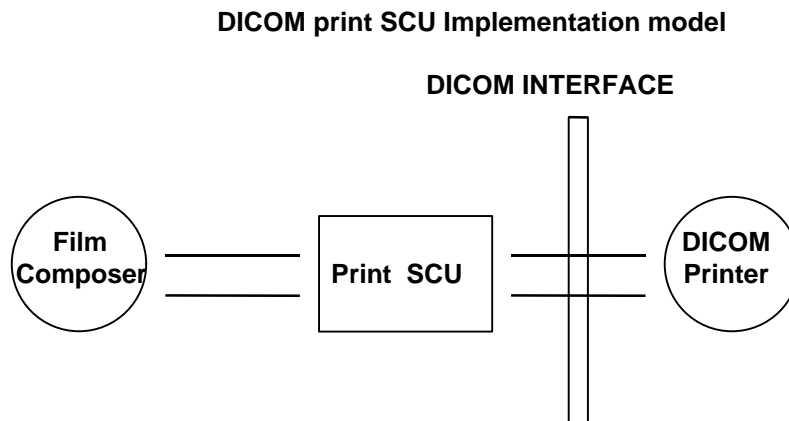 DICOM print SCU Implementation model
DICOM INTERFACE
Film
Composer
Print SCU
DICOM
Printer